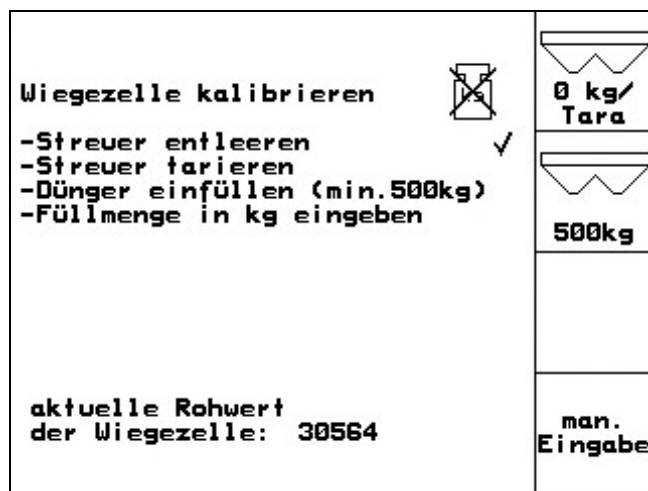 Wiegezelle kalibrieren
kg
-Streuer entleeren
-Streuer tarieren
-Dünger einfüllen (min.500kg)
-Füllmenge in kg eingeben
aktuelle Rohwert
der Wiegezelle: 30564
0 kg/
Tara
500kg
man.
Eingabe